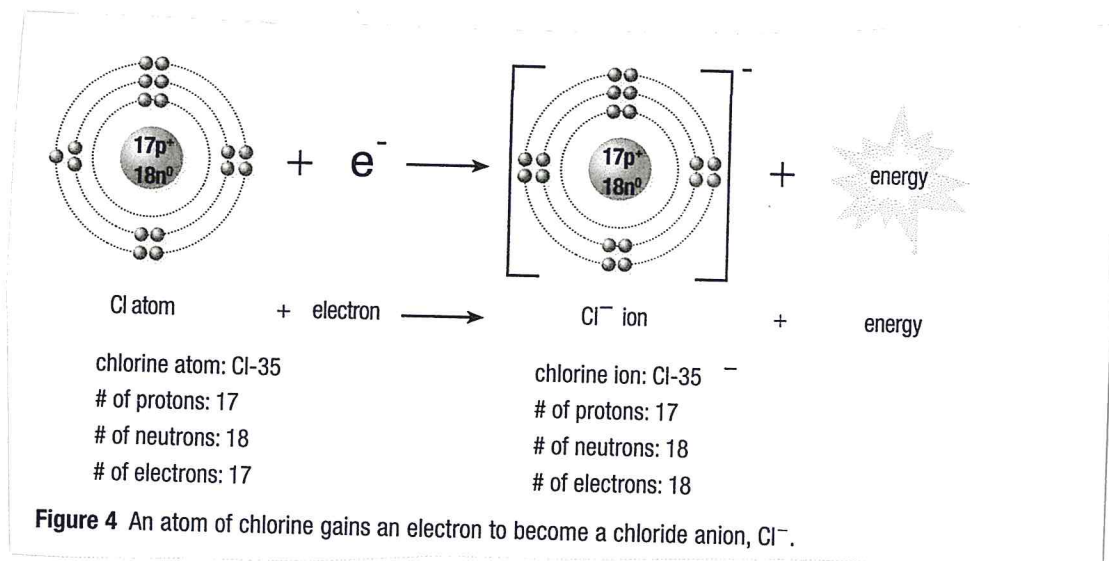 17p⁺
18n⁰
+ e⁻
17p⁺
18n⁰
-
+
energy
Cl atom + electron Cl⁻ ion + energy
chlorine atom: Cl-35
# of protons: 17
# of neutrons: 18
# of electrons: 17
chlorine ion: Cl-35 ⁻
# of protons: 17
# of neutrons: 18
# of electrons: 18
Figure 4 An atom of chlorine gains an electron to become a chloride anion, Cl⁻.